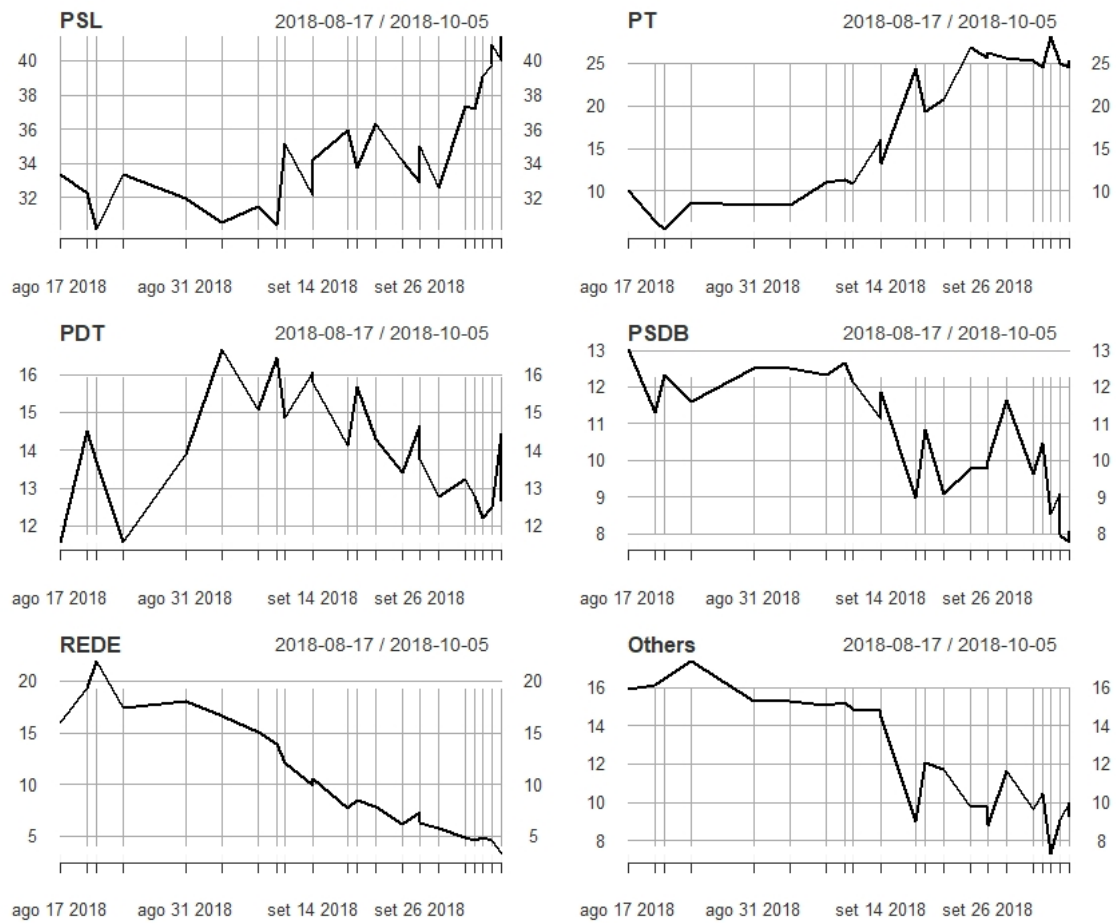 PSL 2018-08-17 / 2018-10-05
40 40
38 38
36 36
34 34
32 32
ago 17 2018 ago 31 2018 set 14 2018 set 26 2018
PT 2018-08-17 / 2018-10-05
25 25
20 20
15 15
10 10
ago 17 2018 ago 31 2018 set 14 2018 set 26 2018
PDT 2018-08-17 / 2018-10-05
16 16
15 15
14 14
13 13
12 12
ago 17 2018 ago 31 2018 set 14 2018 set 26 2018
PSDB 2018-08-17 / 2018-10-05
13 13
12 12
11 11
10 10
9 9
8 8
ago 17 2018 ago 31 2018 set 14 2018 set 26 2018
REDE 2018-08-17 / 2018-10-05
20 20
15 15
10 10
5 5
ago 17 2018 ago 31 2018 set 14 2018 set 26 2018
Others 2018-08-17 / 2018-10-05
16 16
14 14
12 12
10 10
8 8
ago 17 2018 ago 31 2018 set 14 2018 set 26 2018